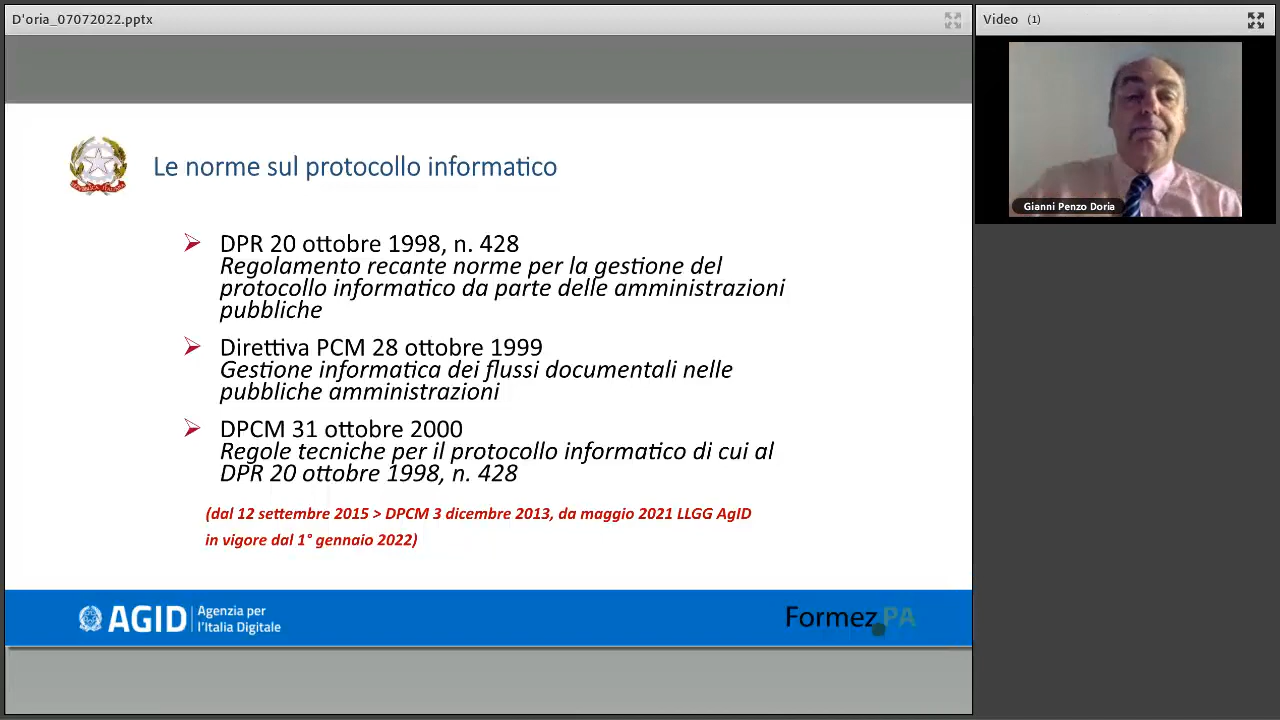 D'oria_07072022.pptx
Video (1)
Gianni Penzo Doria
Le norme sul protocollo informatico
DPR 20 ottobre 1998, n. 428
Regolamento recante norme per la gestione del
protocollo informatico da parte delle amministrazioni
pubbliche
Direttiva PCM 28 ottobre 1999
Gestione informatica dei flussi documentali nelle
pubbliche amministrazioni
DPCM 31 ottobre 2000
Regole tecniche per il protocollo informatico di cui al
DPR 20 ottobre 1998, n. 428
(dal 12 settembre 2015 > DPCM 3 dicembre 2013, da maggio 2021 LLGG AgID
in vigore dal 1° gennaio 2022)
AGID
Agenzia per
l'Italia Digitale
Formez PA